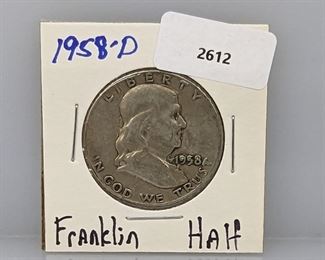 1958-D
2612
LIBERTY
1958
IN GOD WE TRUST
Franklin Half